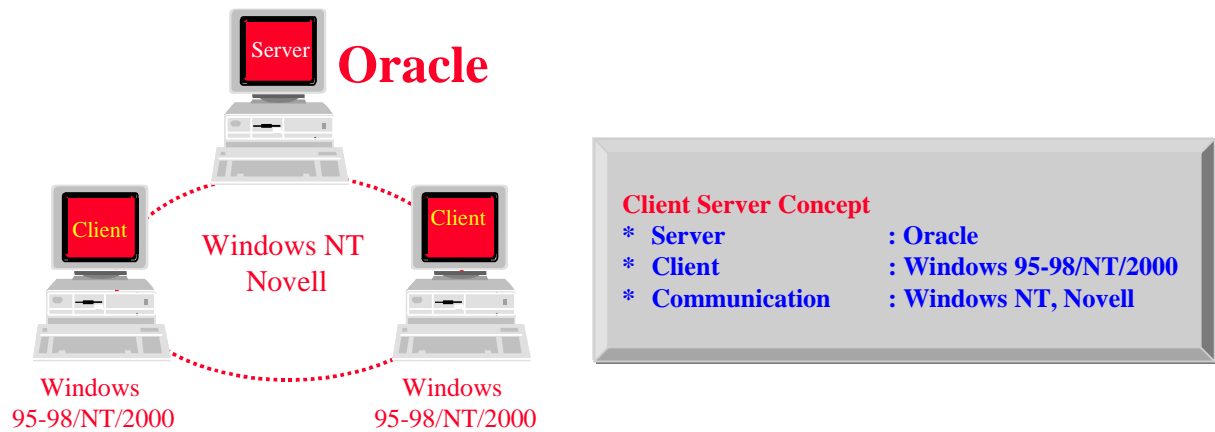 Server
Oracle
Client
Client
Windows NT
Novell
Windows
95-98/NT/2000
Windows
95-98/NT/2000
Client Server Concept
* Server : Oracle
* Client : Windows 95-98/NT/2000
* Communication : Windows NT, Novell